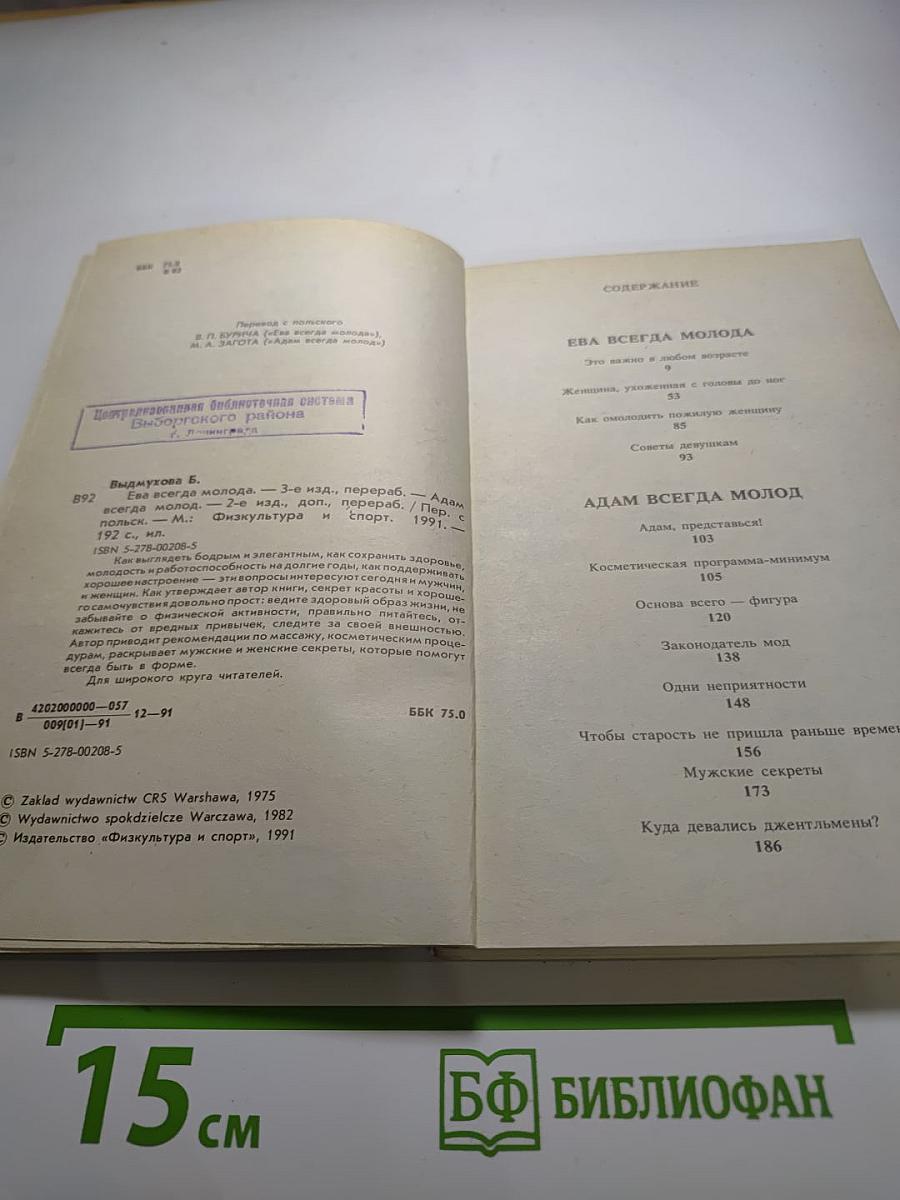 ББК 75.0
В 92
Перевод с польского
В. П. БУРИЧА («Ева всегда молода»),
М. А. ЗАГОТА («Адам всегда молод»)
Централизованная библиотечная система
Выборгского района
г. Ленинграда
Выдмухова Б.
В92 Ева всегда молода. — 3-е изд., перераб. — Адам
всегда молод. — 2-е изд., доп., перераб. / Пер. с
польск. — М.: Физкультура и спорт. 1991. —
192 с., ил.
ISBN 5-278-00208-5
Как выглядеть бодрым и элегантным, как сохранить здоровье,
молодость и работоспособность на долгие годы, как поддерживать
хорошее настроение — эти вопросы интересуют сегодня и мужчин,
и женщин. Как утверждает автор книги, секрет красоты и хороше-
го самочувствия довольно прост: ведите здоровый образ жизни, не
забывайте о физической активности, правильно питайтесь, от-
кажитесь от вредных привычек, следите за своей внешностью.
Автор приводит рекомендации по массажу, косметическим проце-
дурам, раскрывает мужские и женские секреты, которые помогут
всегда быть в форме.
Для широкого круга читателей.
В 4202000000—057
009(01)—91 12—91
ББК 75.0
ISBN 5-278-00208-5
© Zaklad wydawnictw CRS Warshawa, 1975
© Wydawnictwo spokdzielcze Warczawa, 1982
© Издательство «Физкультура и спорт», 1991
СОДЕРЖАНИЕ
ЕВА ВСЕГДА МОЛОДА
Это важно в любом возрасте
9
Женщина, ухоженная с головы до ног
53
Как омолодить пожилую женщину
85
Советы девушкам
93
АДАМ ВСЕГДА МОЛОД
Адам, представься!
103
Косметическая программа-минимум
105
Основа всего — фигура
120
Законодатель мод
138
Одни неприятности
148
Чтобы старость не пришла раньше времен
156
Мужские секреты
173
Куда девались джентльмены?
186
15 см
БФ БИБЛИОФАН